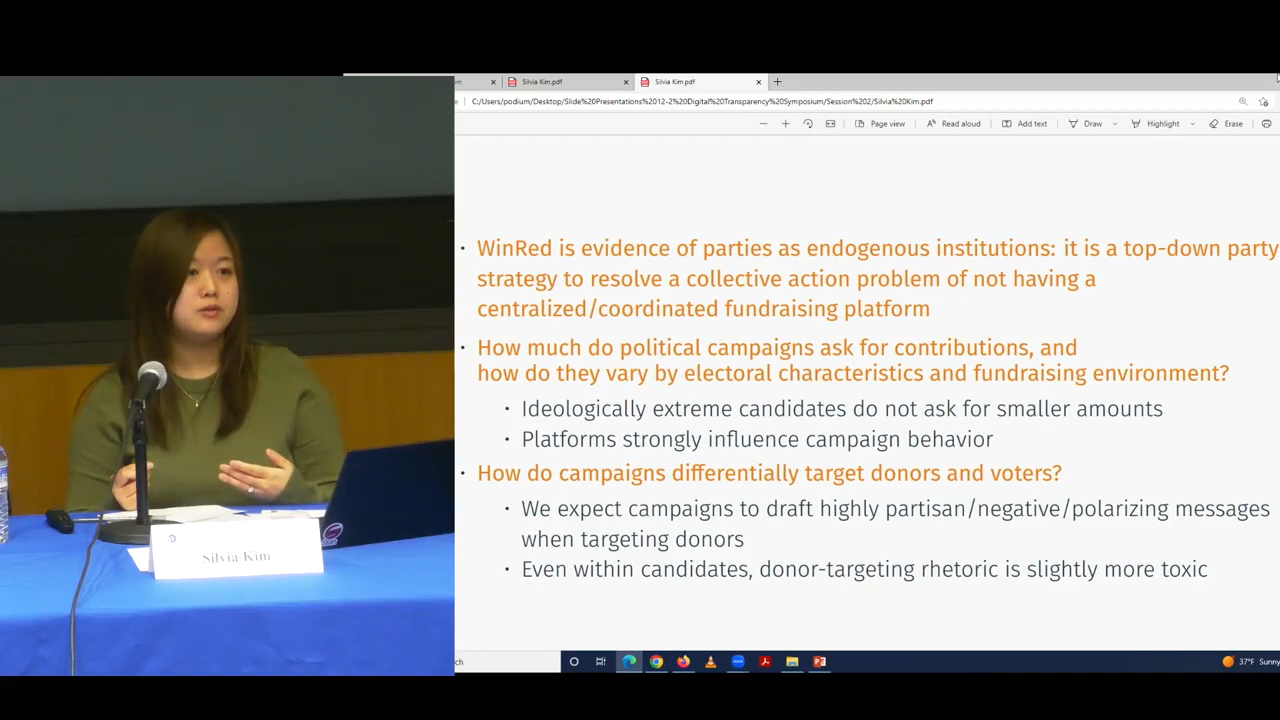 Silvia Kim.pdf
Silvia Kim.pdf
C:/Users/podium/Desktop/Slide%20Presentations%2012-2%20Digital%20Transparency%20Symposium/Session%202/Silvia%20Kim.pdf
Page view
Read aloud
Add text
Draw
Highlight
Erase
· WinRed is evidence of parties as endogenous institutions: it is a top-down party
strategy to resolve a collective action problem of not having a
centralized/coordinated fundraising platform
· How much do political campaigns ask for contributions, and
how do they vary by electoral characteristics and fundraising environment?
· Ideologically extreme candidates do not ask for smaller amounts
· Platforms strongly influence campaign behavior
· How do campaigns differentially target donors and voters?
· We expect campaigns to draft highly partisan/negative/polarizing messages
when targeting donors
· Even within candidates, donor-targeting rhetoric is slightly more toxic
Silvia Kim
37°F Sunny